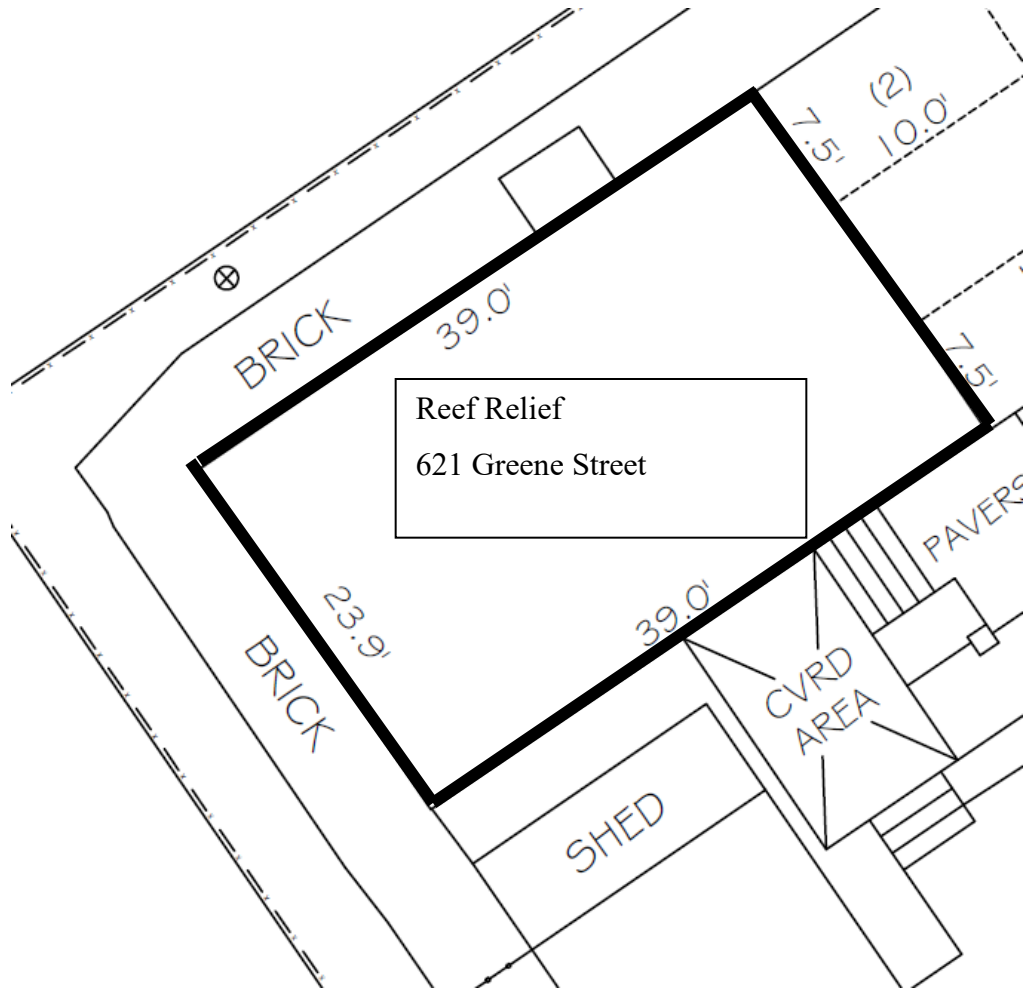 (2)
10.0'
7.5'
39.0'
BRICK
7.5'
Reef Relief
621 Greene Street
PAVERS
23.9'
39.0'
BRICK
CVRD
AREA
SHED